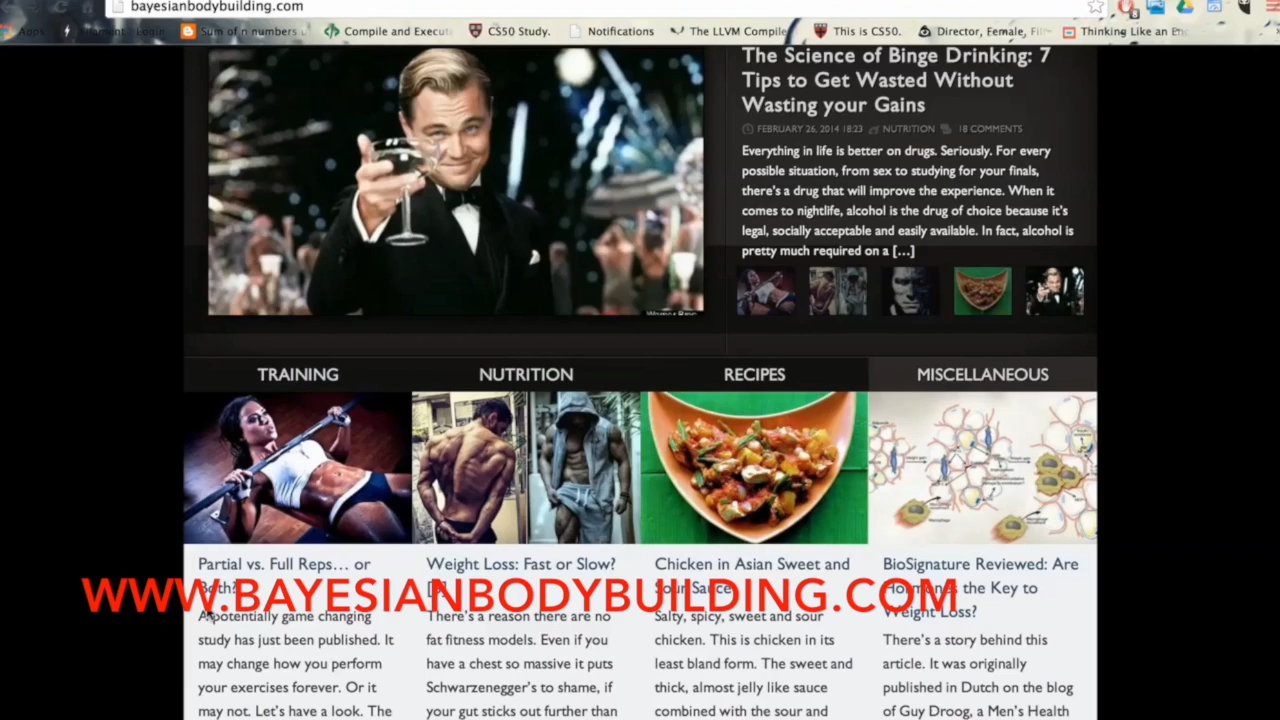 bayesianbodybuilding.com
Apps
Filament - Login
Sum of n numbers
Compile and Execut
CS50 Study.
Notifications
The LLVM Compile
This is CS50.
Director, Female, Fil
Thinking Like an En
The Science of Binge Drinking: 7
Tips to Get Wasted Without
Wasting your Gains
FEBRUARY 26, 2014 18:23 NUTRITION 18 COMMENTS
Everything in life is better on drugs. Seriously. For every
possible situation, from sex to studying for your finals,
there's a drug that will improve the experience. When it
comes to nightlife, alcohol is the drug of choice because it's
legal, socially acceptable and easily available. In fact, alcohol is
pretty much required on a [...]
TRAINING
NUTRITION
RECIPES
MISCELLANEOUS
Partial vs. Full Reps... or
Both?
A potentially game changing
study has just been published. It
may change how you perform
your exercises forever. Or it
may not. Let's have a look. The
Weight Loss: Fast or Slow?
There's a reason there are no
fat fitness models. Even if you
have a chest so massive it puts
Schwarzenegger's to shame, if
your gut sticks out further than
Chicken in Asian Sweet and
Sour Sauce
Salty, spicy, sweet and sour
chicken. This is chicken in its
least bland form. The sweet and
thick, almost jelly like sauce
combined with the sour and
BioSignature Reviewed: Are
Hormones the Key to
Weight Loss?
There's a story behind this
article. It was originally
published in Dutch on the blog
of Guy Droog, a Men's Health
WWW.BAYESIANBODYBUILDING.COM